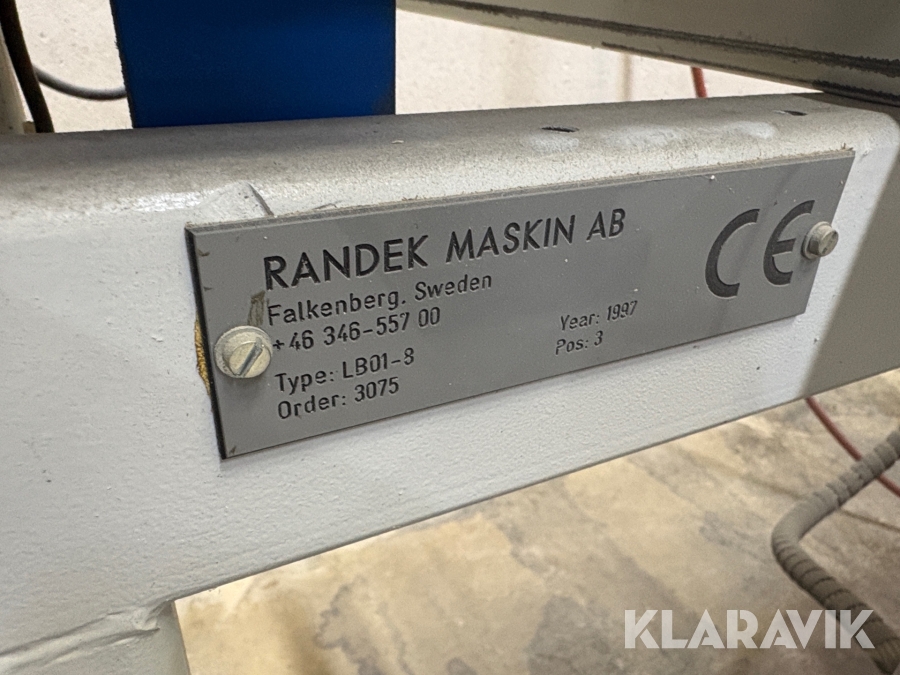 RANDEK MASKIN AB
Falkenberg. Sweden
+46 346-557 00
Type: LB01-8
Order: 3075
Year: 1997
Pos: 3
CE
KLARAVIK